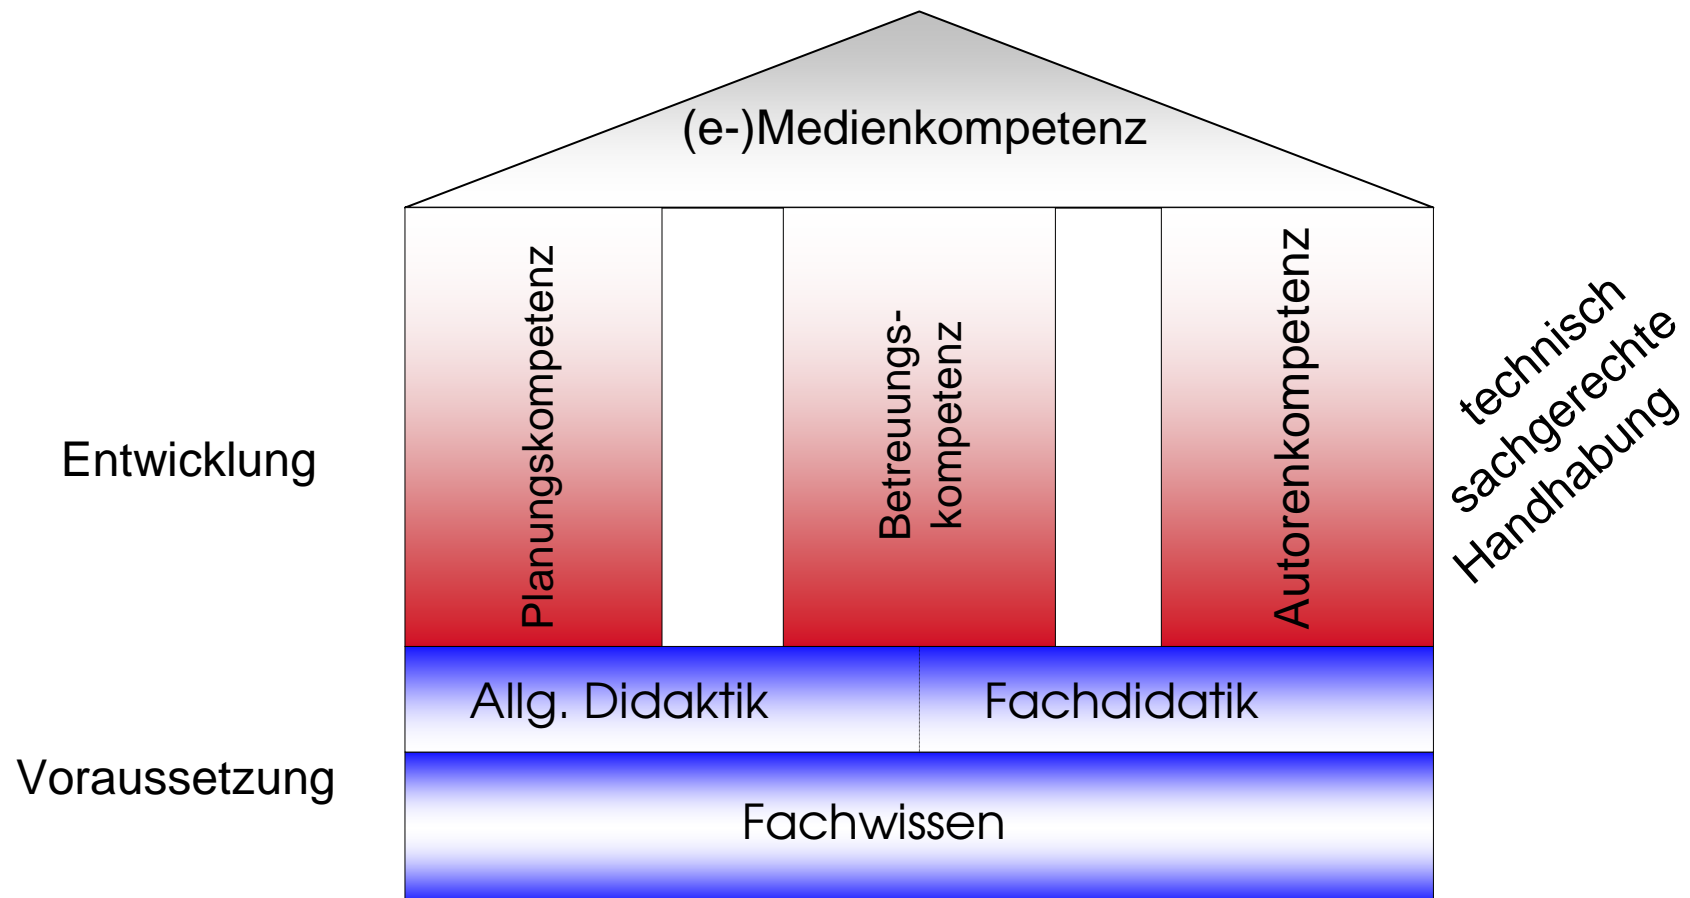 (e-)Medienkompetenz
Planungskompetenz
Betreuungs-
kompetenz
Autorenkompetenz
technisch
sachgerechte
Handhabung
Entwicklung
Allg. Didaktik
Fachdidatik
Voraussetzung
Fachwissen